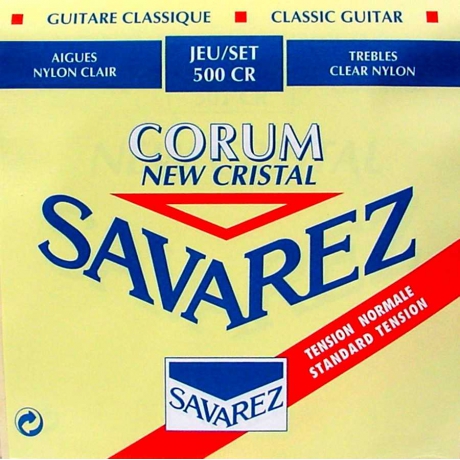 GUITARE CLASSIQUE
CLASSIC GUITAR
AIGUES
NYLON CLAIR
JEU/SET
500 CR
TREBLES
CLEAR NYLON
CORUM
NEW CRISTAL
SAVAREZ
TENSION NORMALE
STANDARD TENSION
SAVAREZ